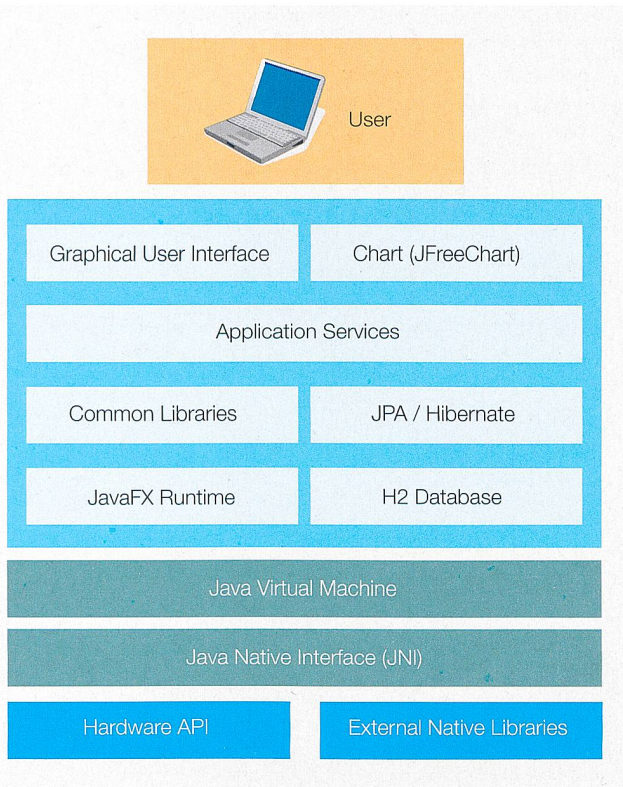 User
Graphical User Interface
Chart (JFreeChart)
Application Services
Common Libraries
JPA / Hibernate
JavaFX Runtime
H2 Database
Java Virtual Machine
Java Native Interface (JNI)
Hardware API
External Native Libraries